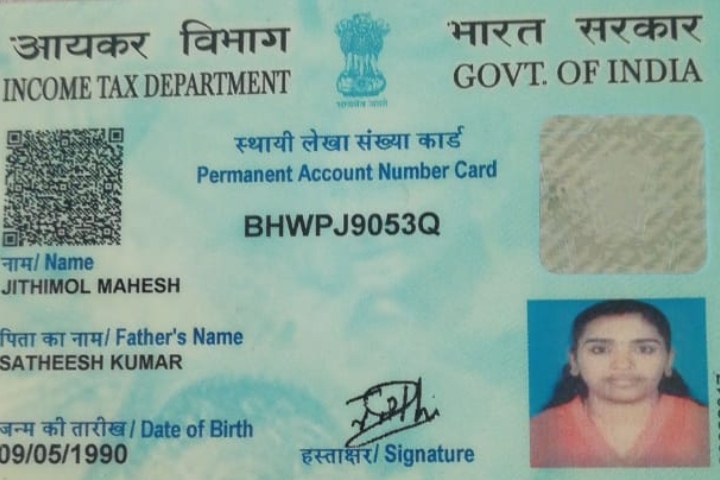 आयकर विभाग
INCOME TAX DEPARTMENT
भारत सरकार
GOVT. OF INDIA
सत्यमेव जयते
स्थायी लेखा संख्या कार्ड
Permanent Account Number Card
BHWPJ9053Q
नाम/ Name
JITHIMOL MAHESH
पिता का नाम/ Father's Name
SATHEESH KUMAR
जन्म की तारीख / Date of Birth
09/05/1990
हस्ताक्षर/ Signature